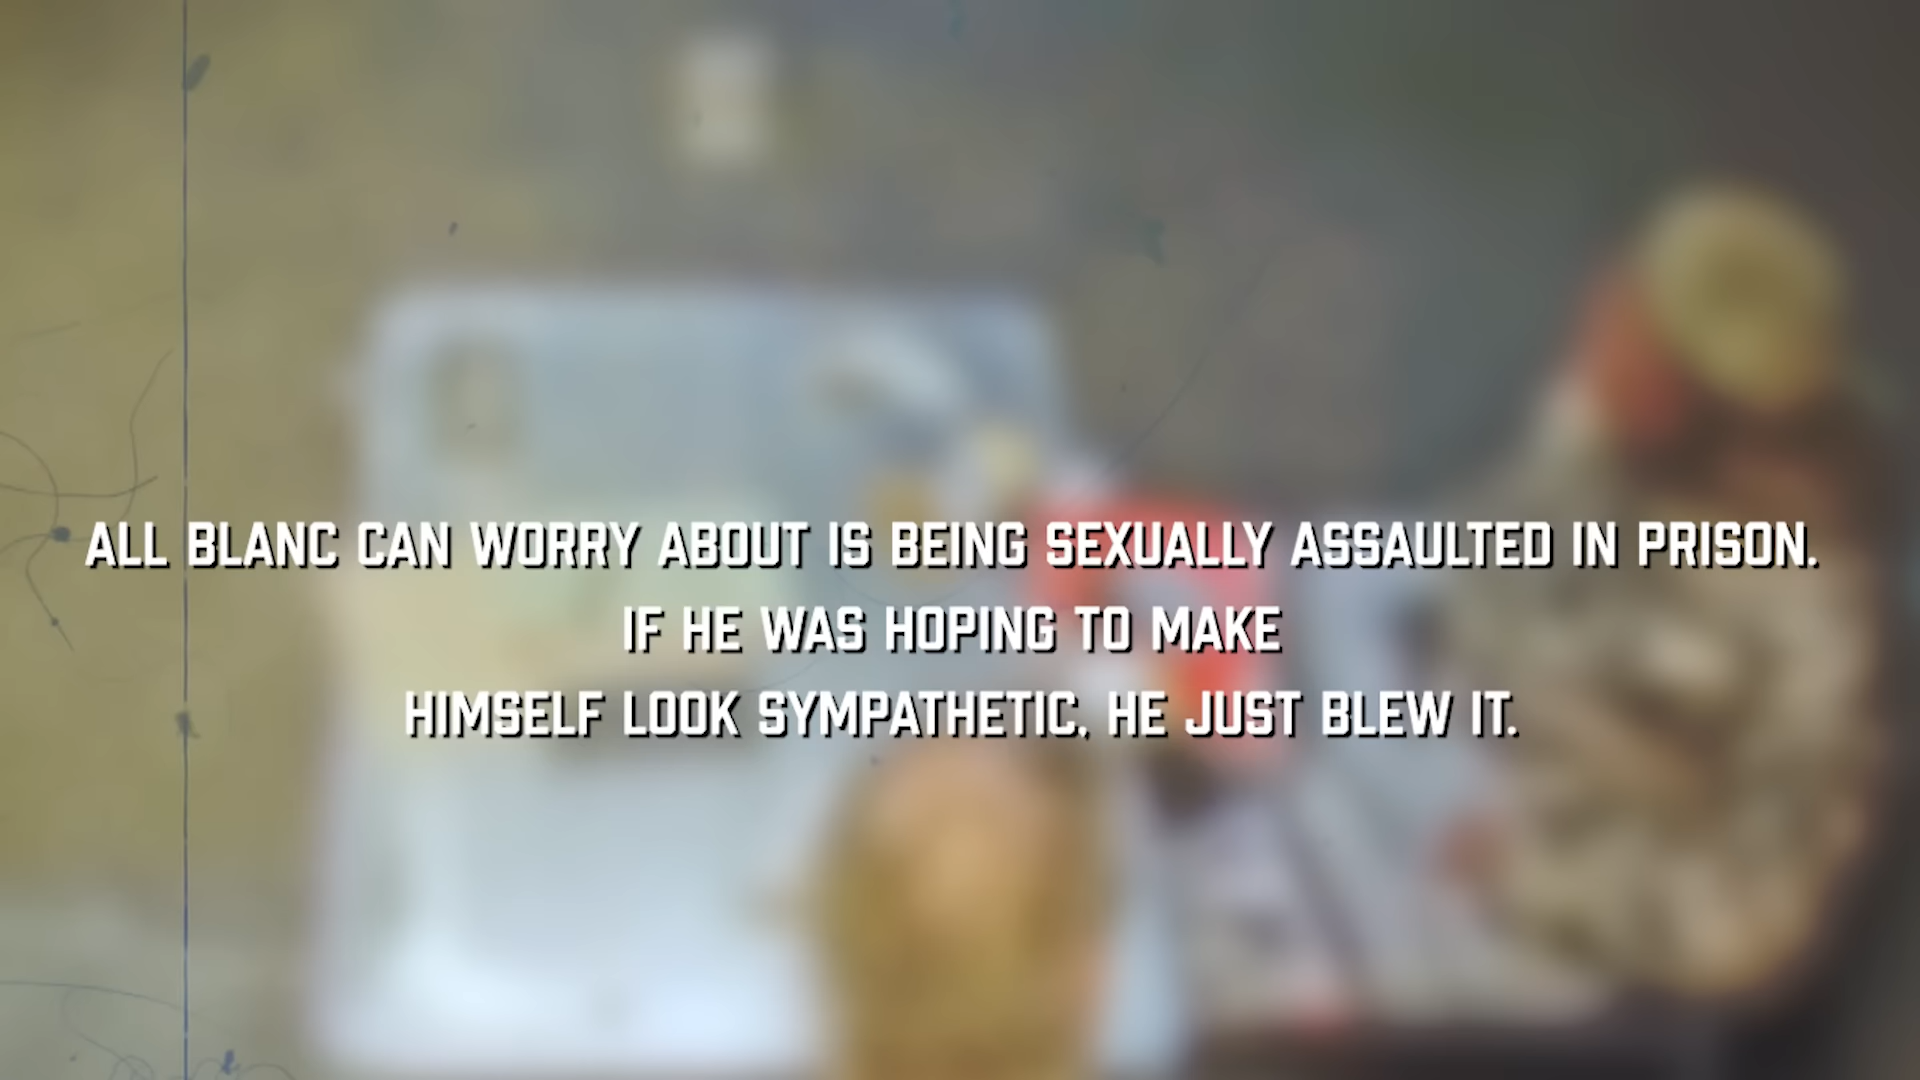 ALL BLANC CAN WORRY ABOUT IS BEING SEXUALLY ASSAULTED IN PRISON.
IF HE WAS HOPING TO MAKE
HIMSELF LOOK SYMPATHETIC, HE JUST BLEW IT.